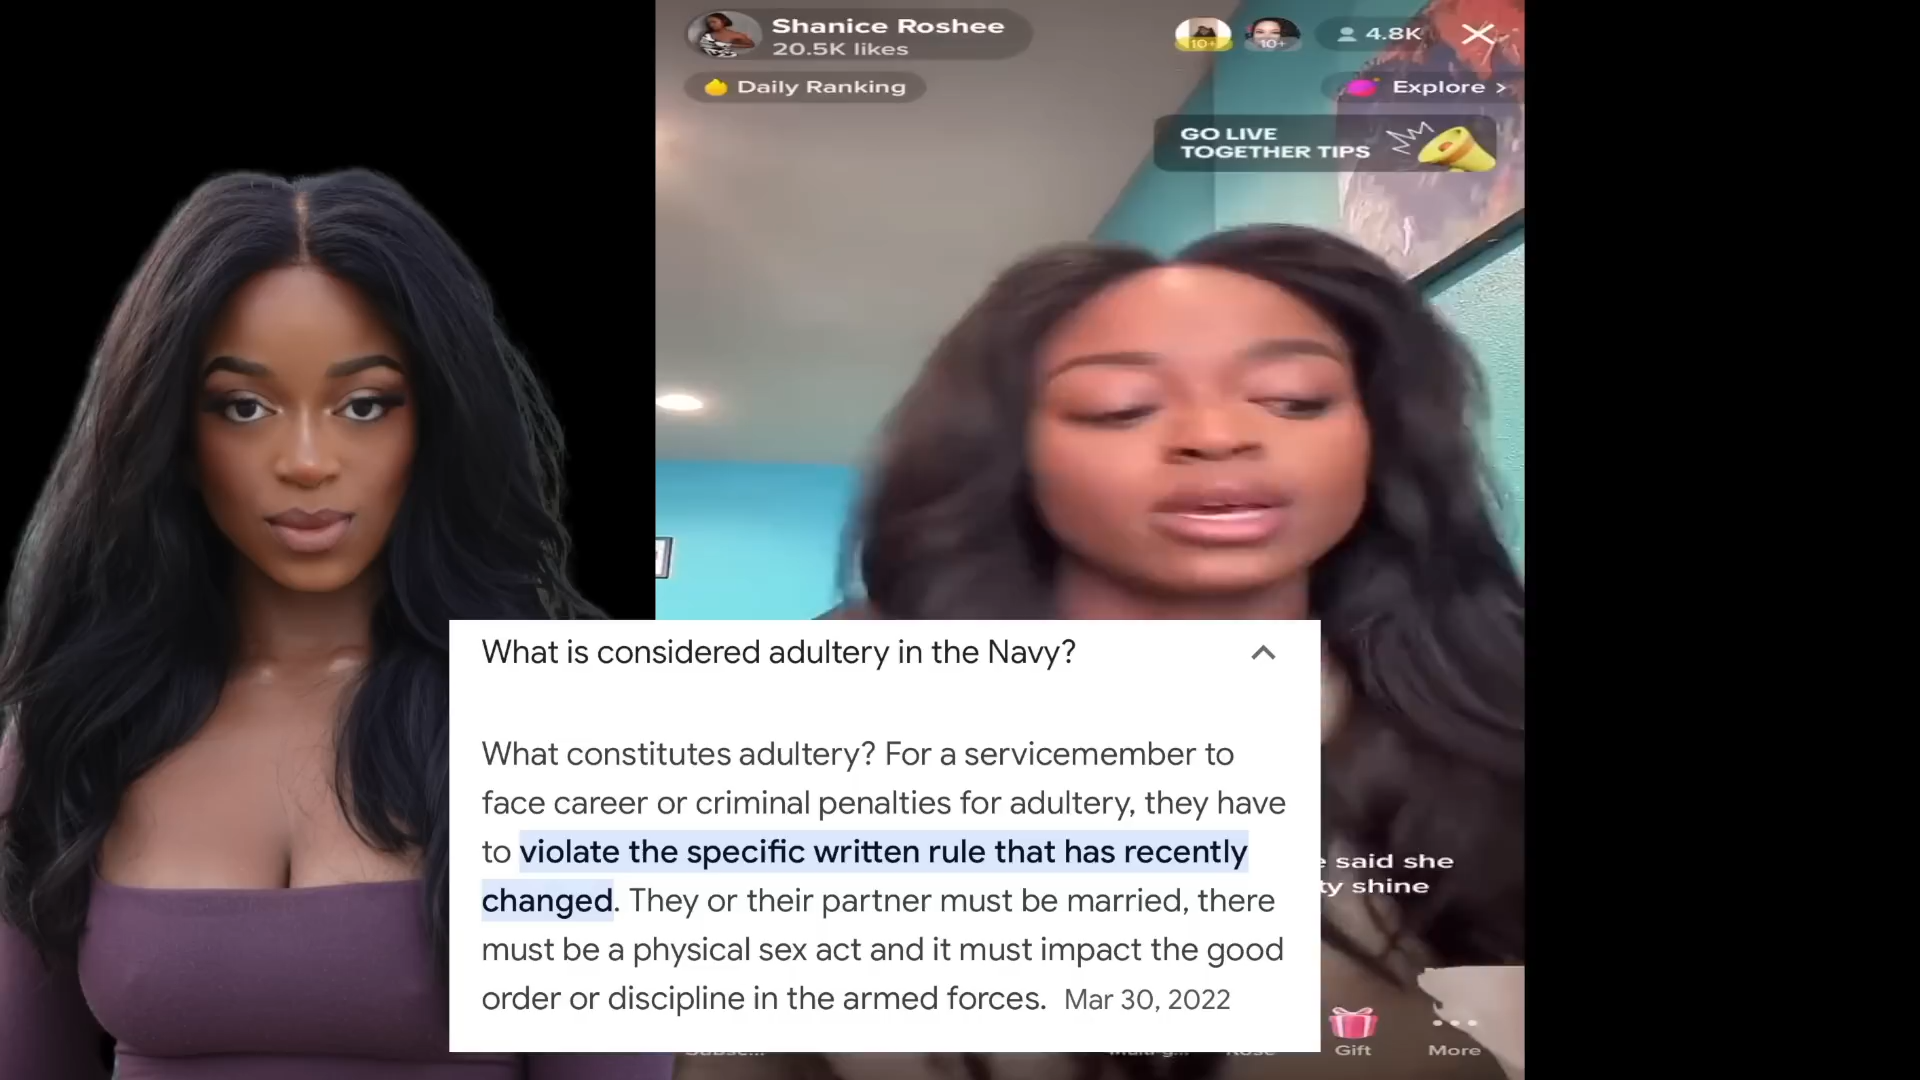 Shanice Roshee
20.5K likes
10+
10+
4.8K
Daily Ranking
Explore >
GO LIVE
TOGETHER TIPS
What is considered adultery in the Navy?
What constitutes adultery? For a servicemember to
face career or criminal penalties for adultery, they have
to violate the specific written rule that has recently
changed. They or their partner must be married, there
must be a physical sex act and it must impact the good
order or discipline in the armed forces. Mar 30, 2022
said she
ty shine
Gift
More